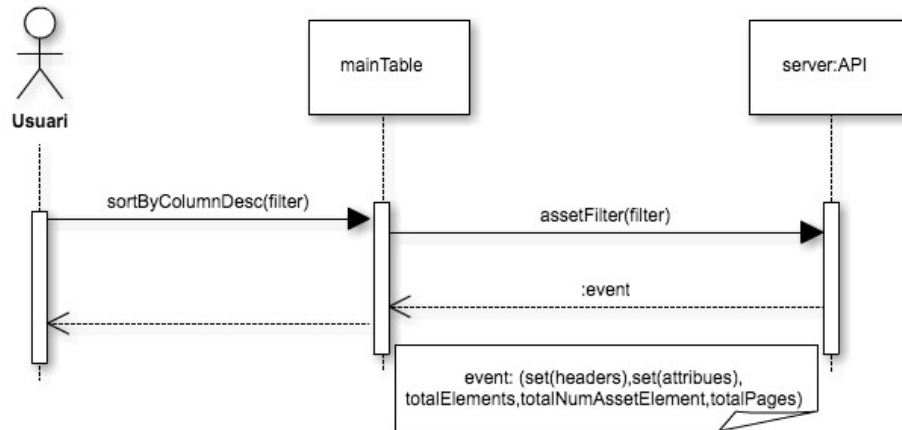 mainTable
server:API
Usuari
sortByColumnDesc(filter)
assetFilter(filter)
:event
event: (set(headers),set(attribues),
totalElements,totalNumAssetElement,totalPages)